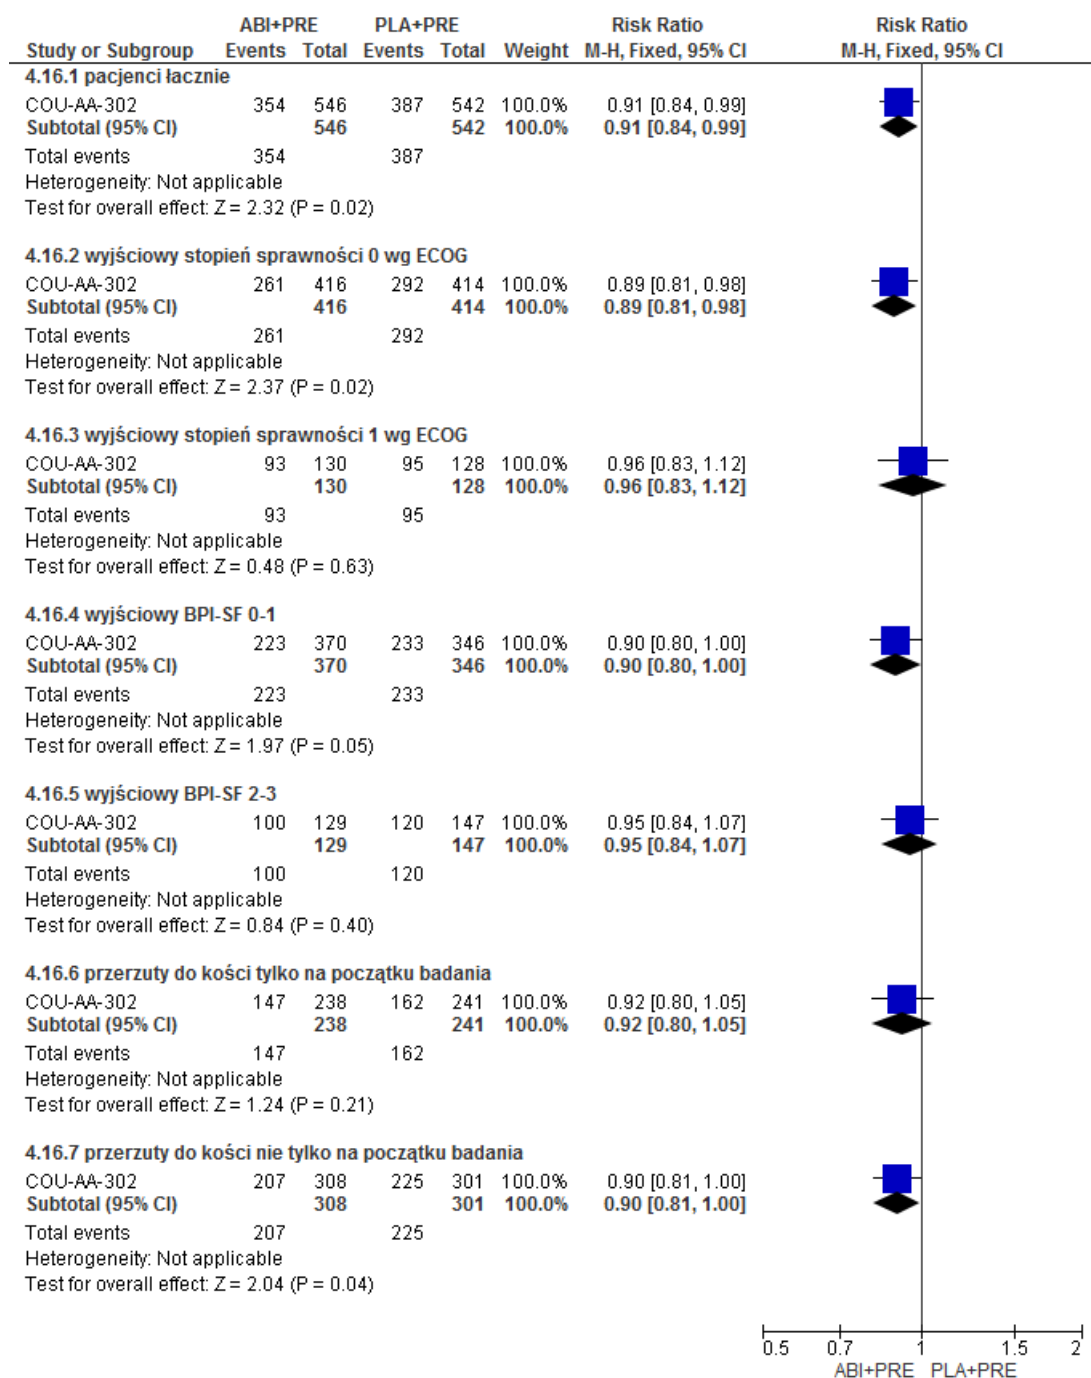 ABI+PRE PLA+PRE Risk Ratio Risk Ratio
Study or Subgroup Events Total Events Total Weight M-H, Fixed, 95% CI M-H, Fixed, 95% CI
4.16.1 pacjenci łacznie
COU-AA-302 354 546 387 542 100.0% 0.91 [0.84, 0.99]
Subtotal (95% CI) 546 542 100.0% 0.91 [0.84, 0.99]
Total events 354 387
Heterogeneity: Not applicable
Test for overall effect: Z = 2.32 (P = 0.02)
4.16.2 wyjściowy stopień sprawności 0 wg ECOG
COU-AA-302 261 416 292 414 100.0% 0.89 [0.81, 0.98]
Subtotal (95% CI) 416 414 100.0% 0.89 [0.81, 0.98]
Total events 261 292
Heterogeneity: Not applicable
Test for overall effect: Z = 2.37 (P = 0.02)
4.16.3 wyjściowy stopień sprawności 1 wg ECOG
COU-AA-302 93 130 95 128 100.0% 0.96 [0.83, 1.12]
Subtotal (95% CI) 130 128 100.0% 0.96 [0.83, 1.12]
Total events 93 95
Heterogeneity: Not applicable
Test for overall effect: Z = 0.48 (P = 0.63)
4.16.4 wyjściowy BPI-SF 0-1
COU-AA-302 223 370 233 346 100.0% 0.90 [0.80, 1.00]
Subtotal (95% CI) 370 346 100.0% 0.90 [0.80, 1.00]
Total events 223 233
Heterogeneity: Not applicable
Test for overall effect: Z = 1.97 (P = 0.05)
4.16.5 wyjściowy BPI-SF 2-3
COU-AA-302 100 129 120 147 100.0% 0.95 [0.84, 1.07]
Subtotal (95% CI) 129 147 100.0% 0.95 [0.84, 1.07]
Total events 100 120
Heterogeneity: Not applicable
Test for overall effect: Z = 0.84 (P = 0.40)
4.16.6 przerzuty do kości tylko na początku badania
COU-AA-302 147 238 162 241 100.0% 0.92 [0.80, 1.05]
Subtotal (95% CI) 238 241 100.0% 0.92 [0.80, 1.05]
Total events 147 162
Heterogeneity: Not applicable
Test for overall effect: Z = 1.24 (P = 0.21)
4.16.7 przerzuty do kości nie tylko na początku badania
COU-AA-302 207 308 225 301 100.0% 0.90 [0.81, 1.00]
Subtotal (95% CI) 308 301 100.0% 0.90 [0.81, 1.00]
Total events 207 225
Heterogeneity: Not applicable
Test for overall effect: Z = 2.04 (P = 0.04)
0.5 0.7 1 1.5 2
ABI+PRE PLA+PRE